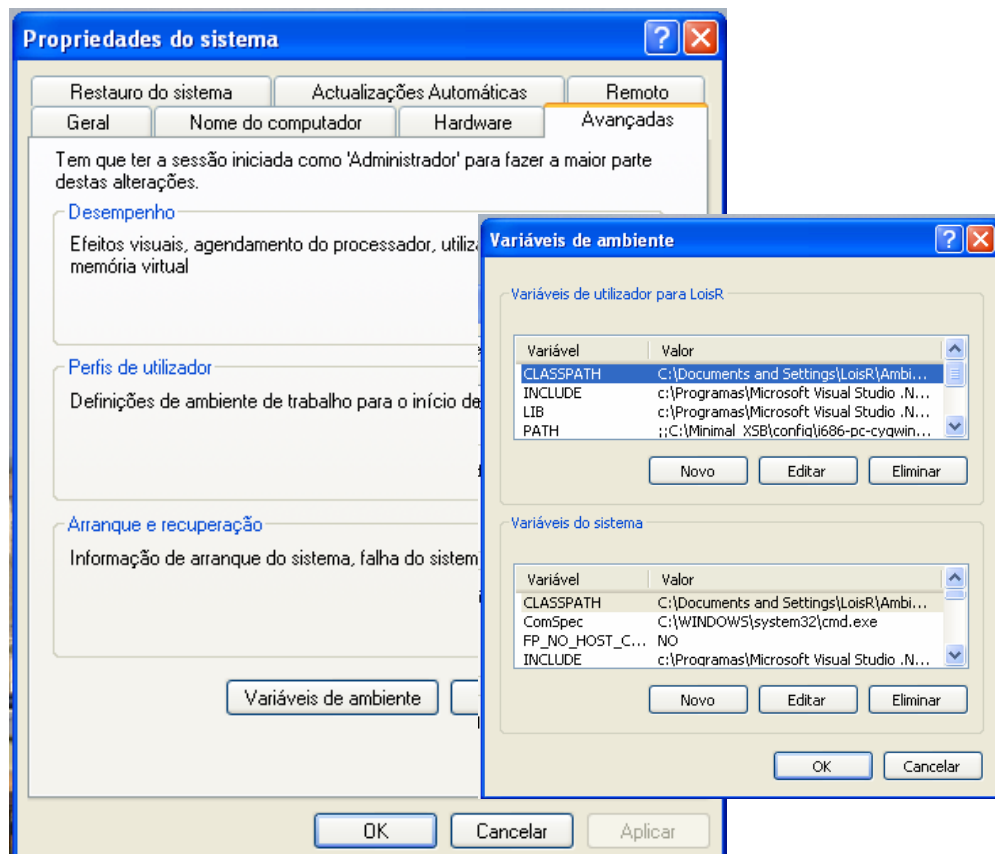 Propriedades do sistema
Restauro do sistema Actualizações Automáticas Remoto
Geral Nome do computador Hardware Avançadas
Tem que ter a sessão iniciada como 'Administrador' para fazer a maior parte
destas alterações.
Desempenho
Efeitos visuais, agendamento do processador,
memória virtual
Perfis de utilizador
Definições de ambiente de trabalho para o início
Arranque e recuperação
Informação de arranque do sistema, falha do
Variáveis de ambiente
OK Cancelar Aplicar
Variáveis de ambiente
Variáveis de utilizador para LoisR
Variável Valor
CLASSPATH C:\Documents and Settings\LoisR\Ambi...
INCLUDE c:\Programas\Microsoft Visual Studio .N...
LIB c:\Programas\Microsoft Visual Studio .N...
PATH ;;C:\Minimal_XSB\config\i686-pc-cygwin...
Novo Editar Eliminar
Variáveis do sistema
Variável Valor
CLASSPATH C:\Documents and Settings\LoisR\Ambi...
ComSpec C:\WINDOWS\system32\cmd.exe
FP_NO_HOST_C... NO
INCLUDE c:\Programas\Microsoft Visual Studio .N...
Novo Editar Eliminar
OK Cancelar